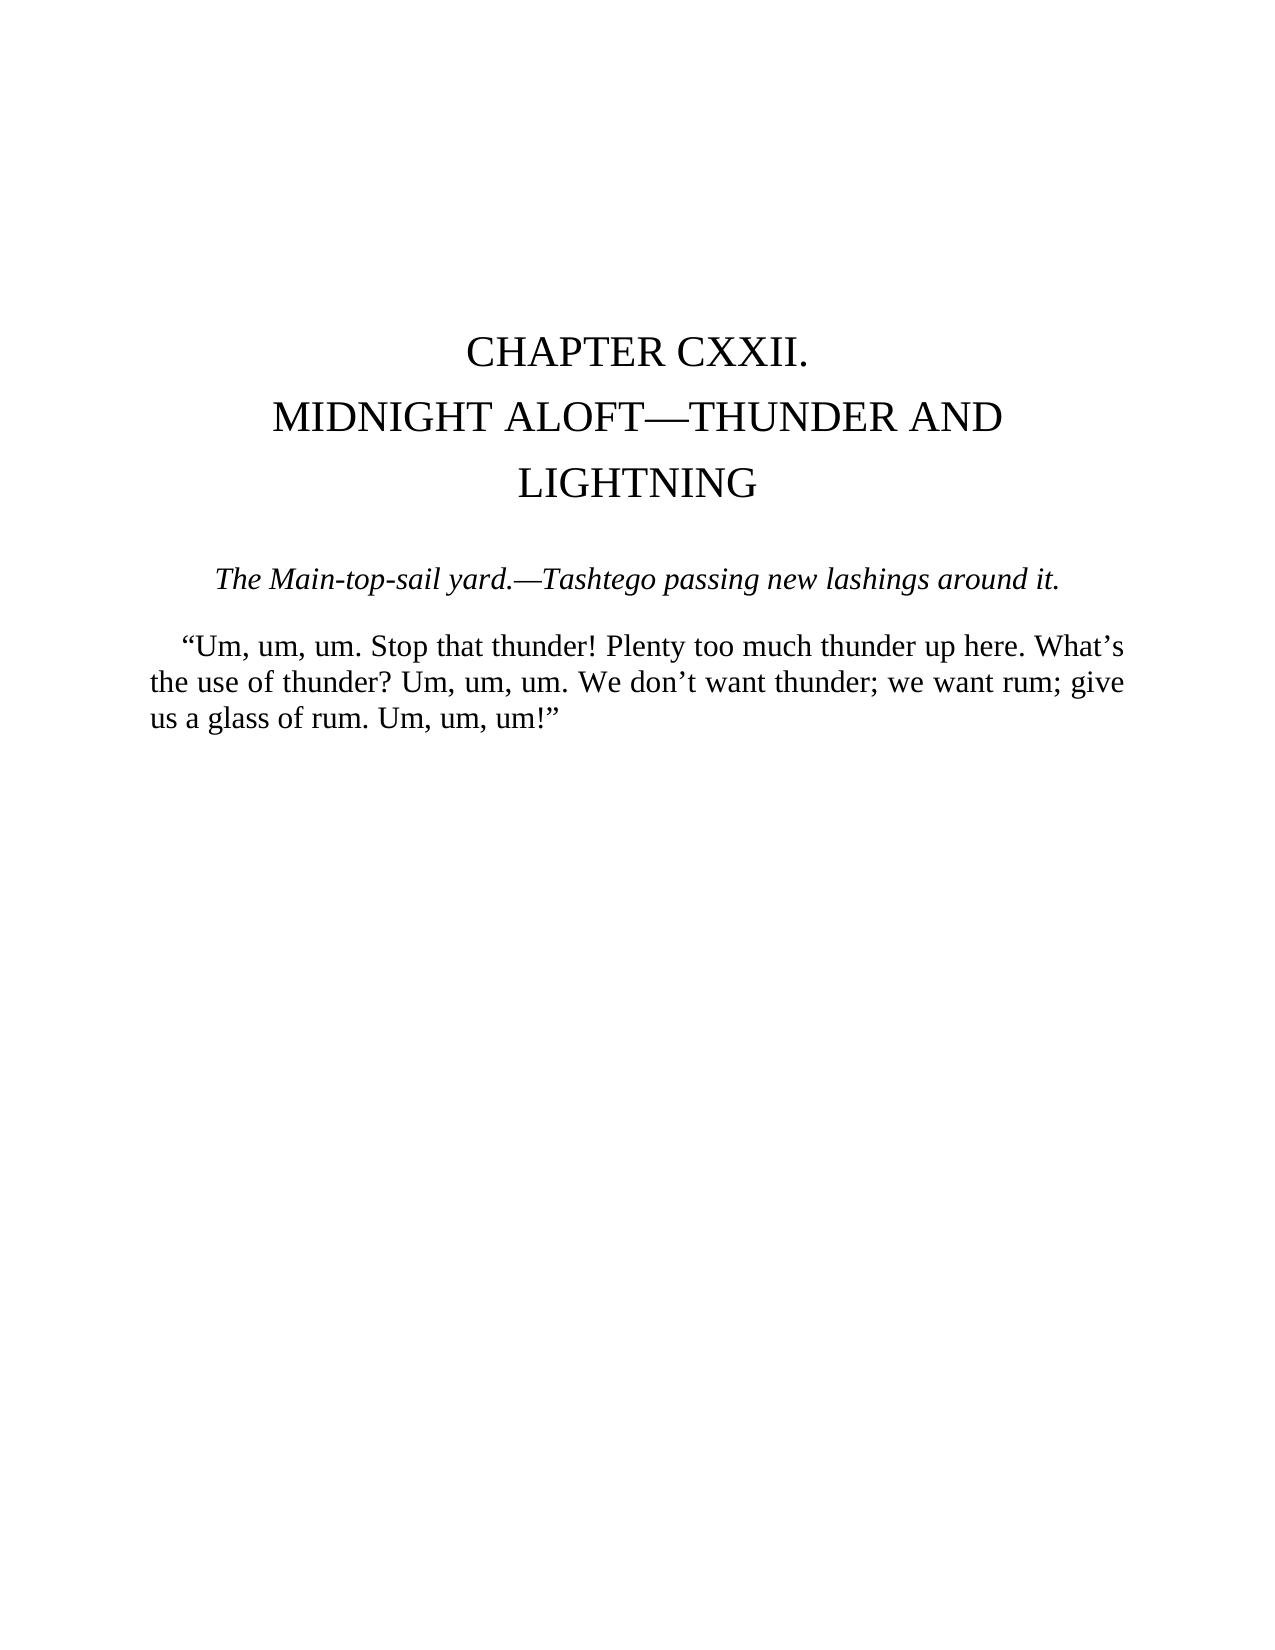 CHAPTER CXXII.
MIDNIGHT ALOFT—THUNDER AND
LIGHTNING
The Main-top-sail yard.—Tashtego passing new lashings around it.
“Um, um, um. Stop that thunder! Plenty too much thunder up here. What’s
the use of thunder? Um, um, um. We don’t want thunder; we want rum; give
us a glass of rum. Um, um, um!”